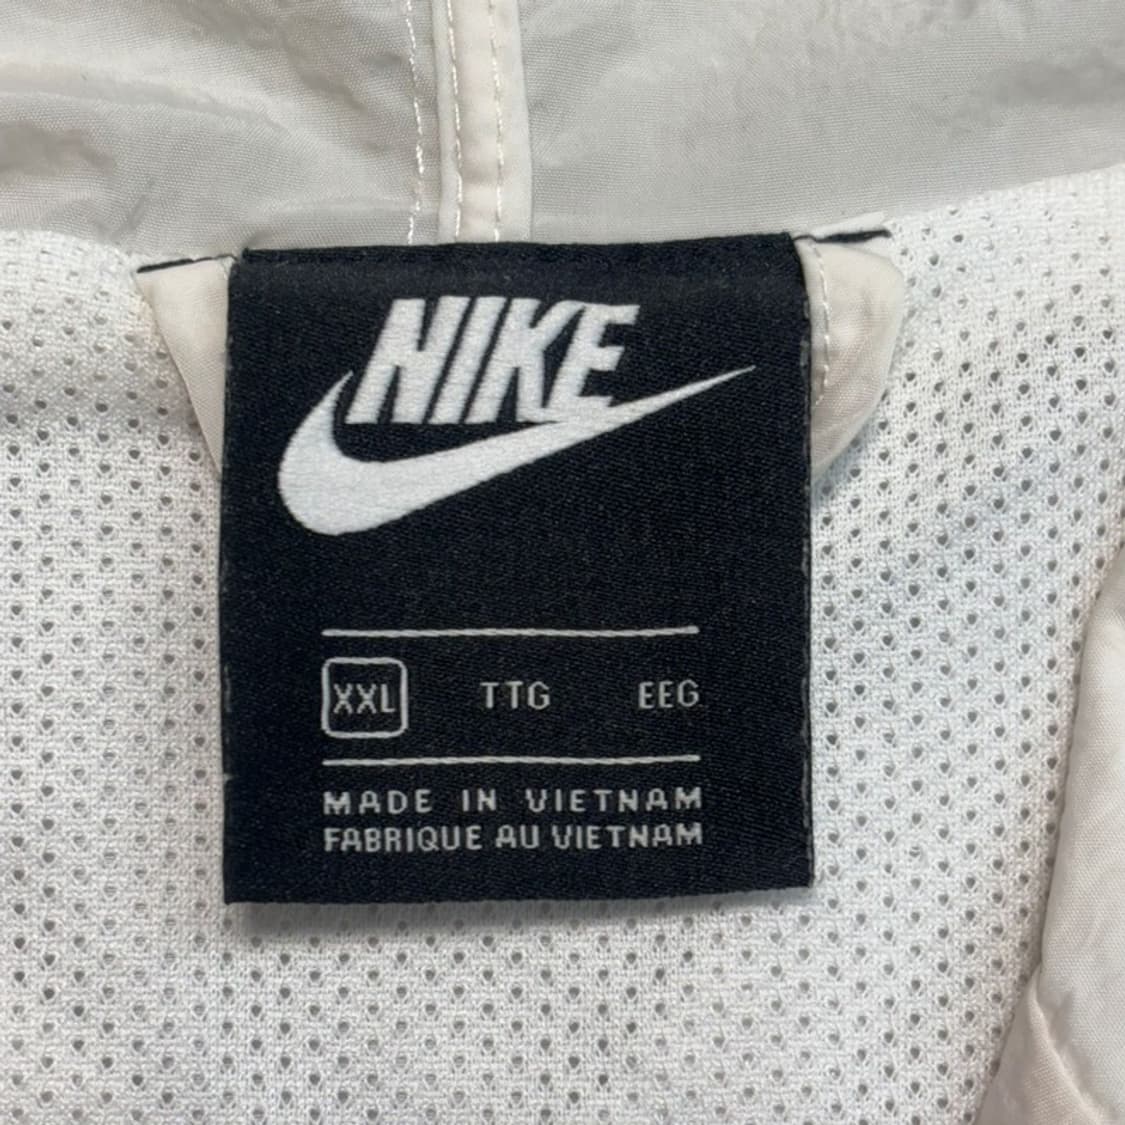 NIKE
XXL TTG EEG
MADE IN VIETNAM
FABRIQUE AU VIETNAM